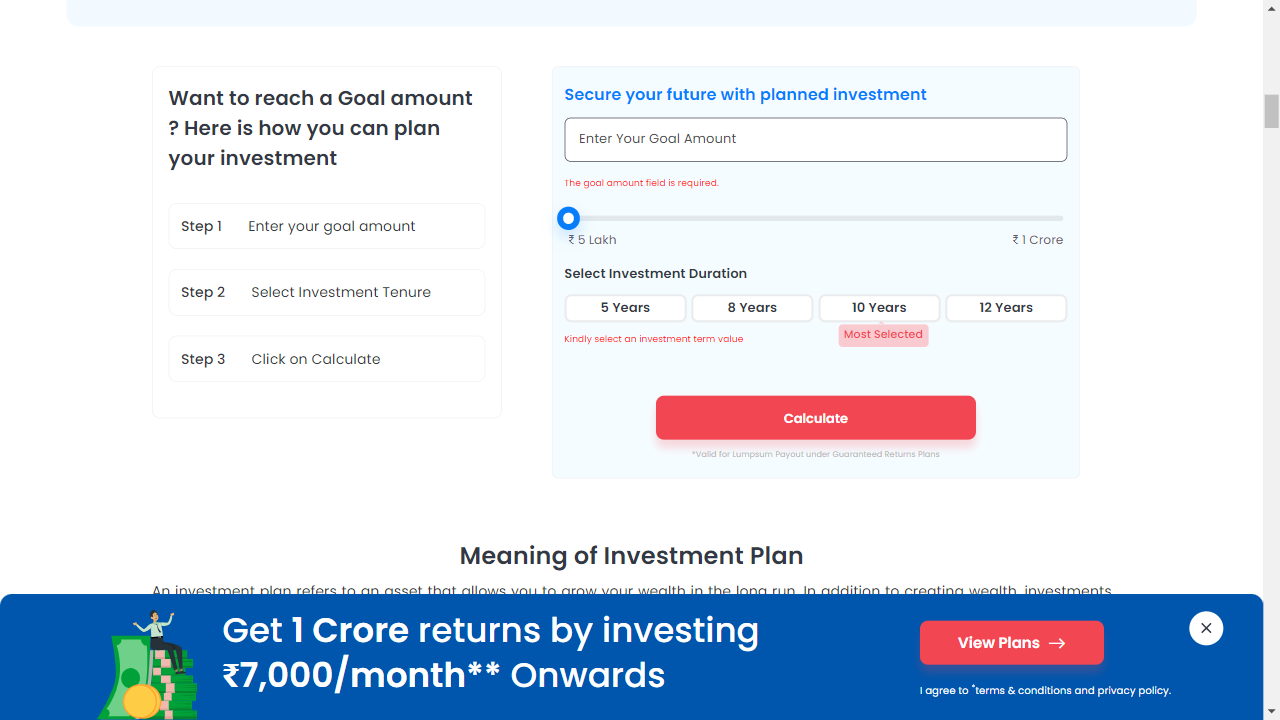 Want to reach a Goal amount
? Here is how you can plan
your investment
Step 1 Enter your goal amount
Step 2 Select Investment Tenure
Step 3 Click on Calculate
Secure your future with planned investment
Enter Your Goal Amount
The goal amount field is required.
₹ 5 Lakh ₹ 1 Crore
Select Investment Duration
5 Years 8 Years 10 Years 12 Years
Most Selected
Kindly select an investment term value
Calculate
*Valid for Lumpsum Payout under Guaranteed Returns Plans
Meaning of Investment Plan
An investment plan refers to an asset that allows you to grow your wealth in the long run. In addition to creating wealth, investments
Get 1 Crore returns by investing
₹7,000/month** Onwards
View Plans →
I agree to *terms & conditions and privacy policy.